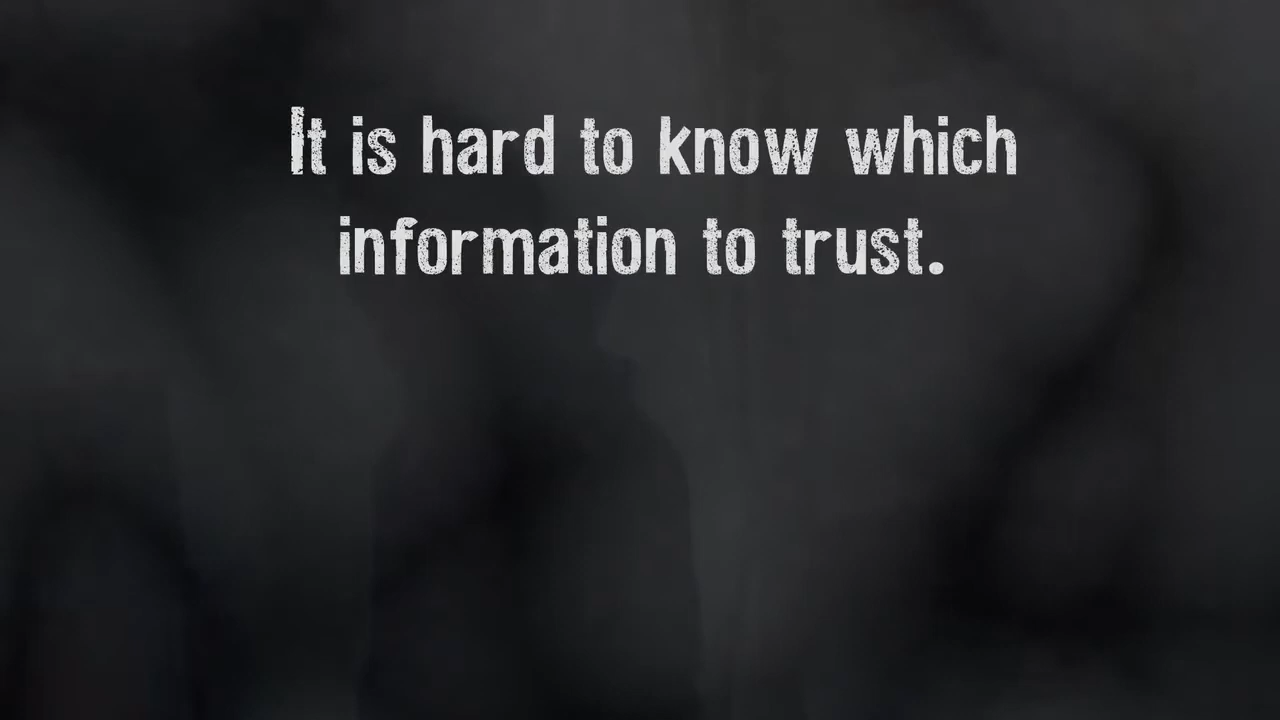 It is hard to know which
information to trust.